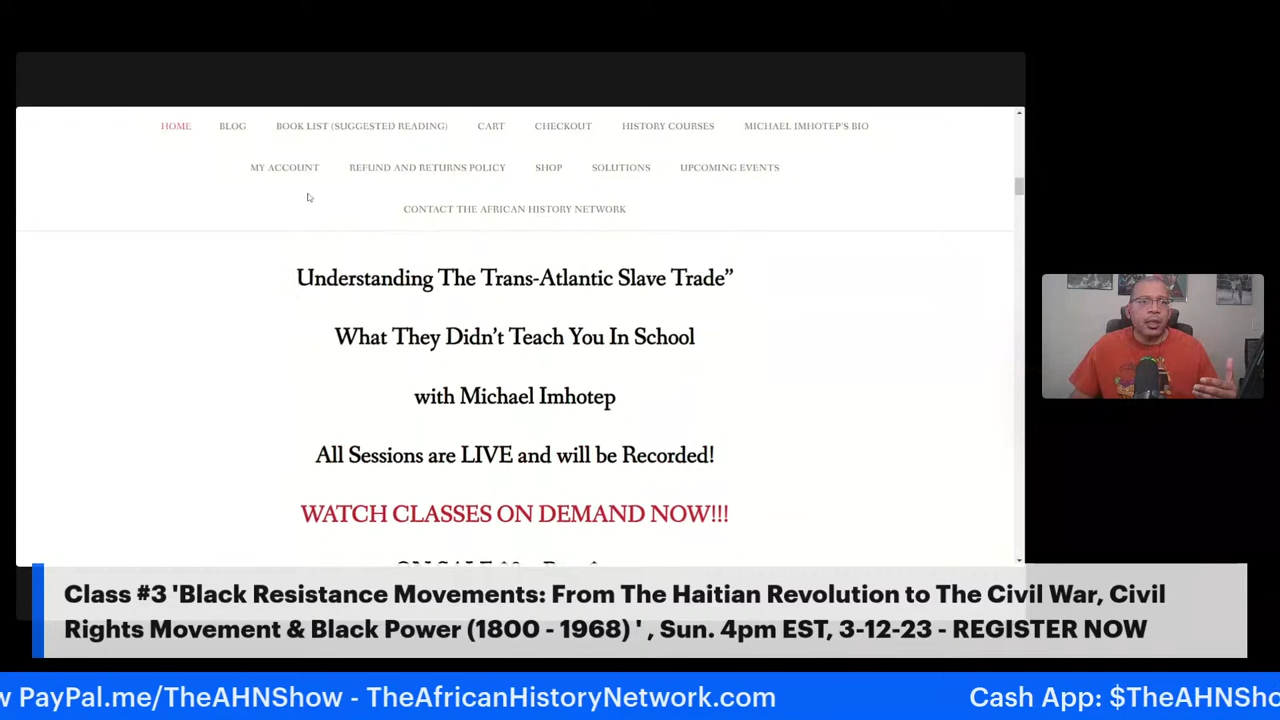 HOME BLOG BOOK LIST (SUGGESTED READING) CART CHECKOUT HISTORY COURSES MICHAEL IMHOTEP'S BIO
MY ACCOUNT REFUND AND RETURNS POLICY SHOP SOLUTIONS UPCOMING EVENTS
CONTACT THE AFRICAN HISTORY NETWORK
Understanding The Trans-Atlantic Slave Trade”
What They Didn’t Teach You In School
with Michael Imhotep
All Sessions are LIVE and will be Recorded!
WATCH CLASSES ON DEMAND NOW!!!
ON SALE
Class #3 'Black Resistance Movements: From The Haitian Revolution to The Civil War, Civil
Rights Movement & Black Power (1800 - 1968) ' , Sun. 4pm EST, 3-12-23 - REGISTER NOW
PayPal.me/TheAHNShow - TheAfricanHistoryNetwork.com Cash App: $TheAHNSho